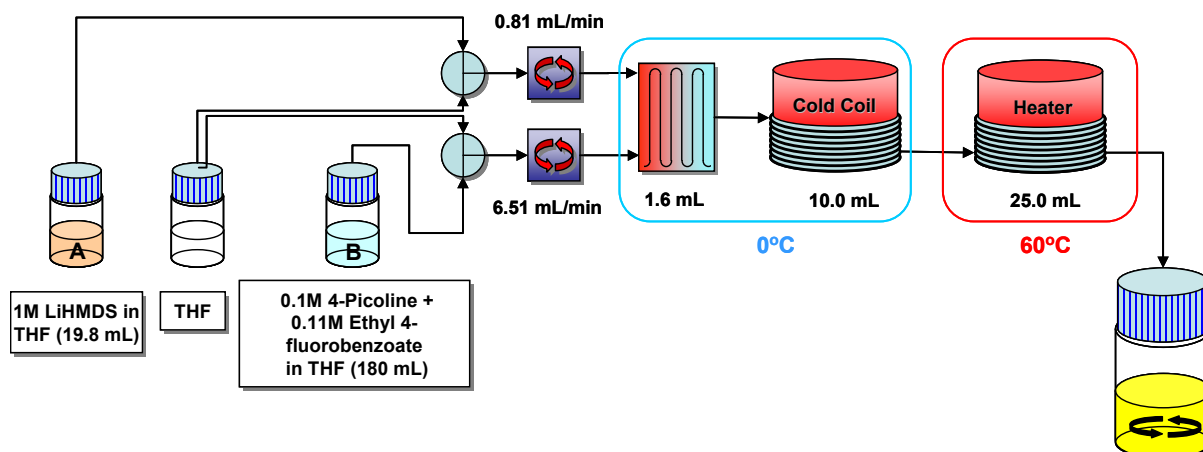 0.81 mL/min
Cold Coil
Heater
6.51 mL/min
1.6 mL
10.0 mL
25.0 mL
0ºC
60ºC
A
B
1M LiHMDS in
THF (19.8 mL)
THF
0.1M 4-Picoline +
0.11M Ethyl 4-
fluorobenzoate
in THF (180 mL)